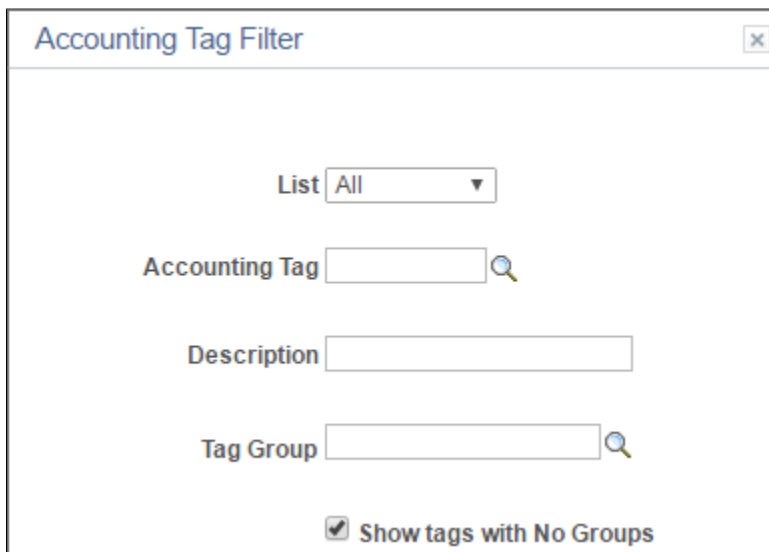 Accounting Tag Filter
List All
Accounting Tag
Description
Tag Group
Show tags with No Groups